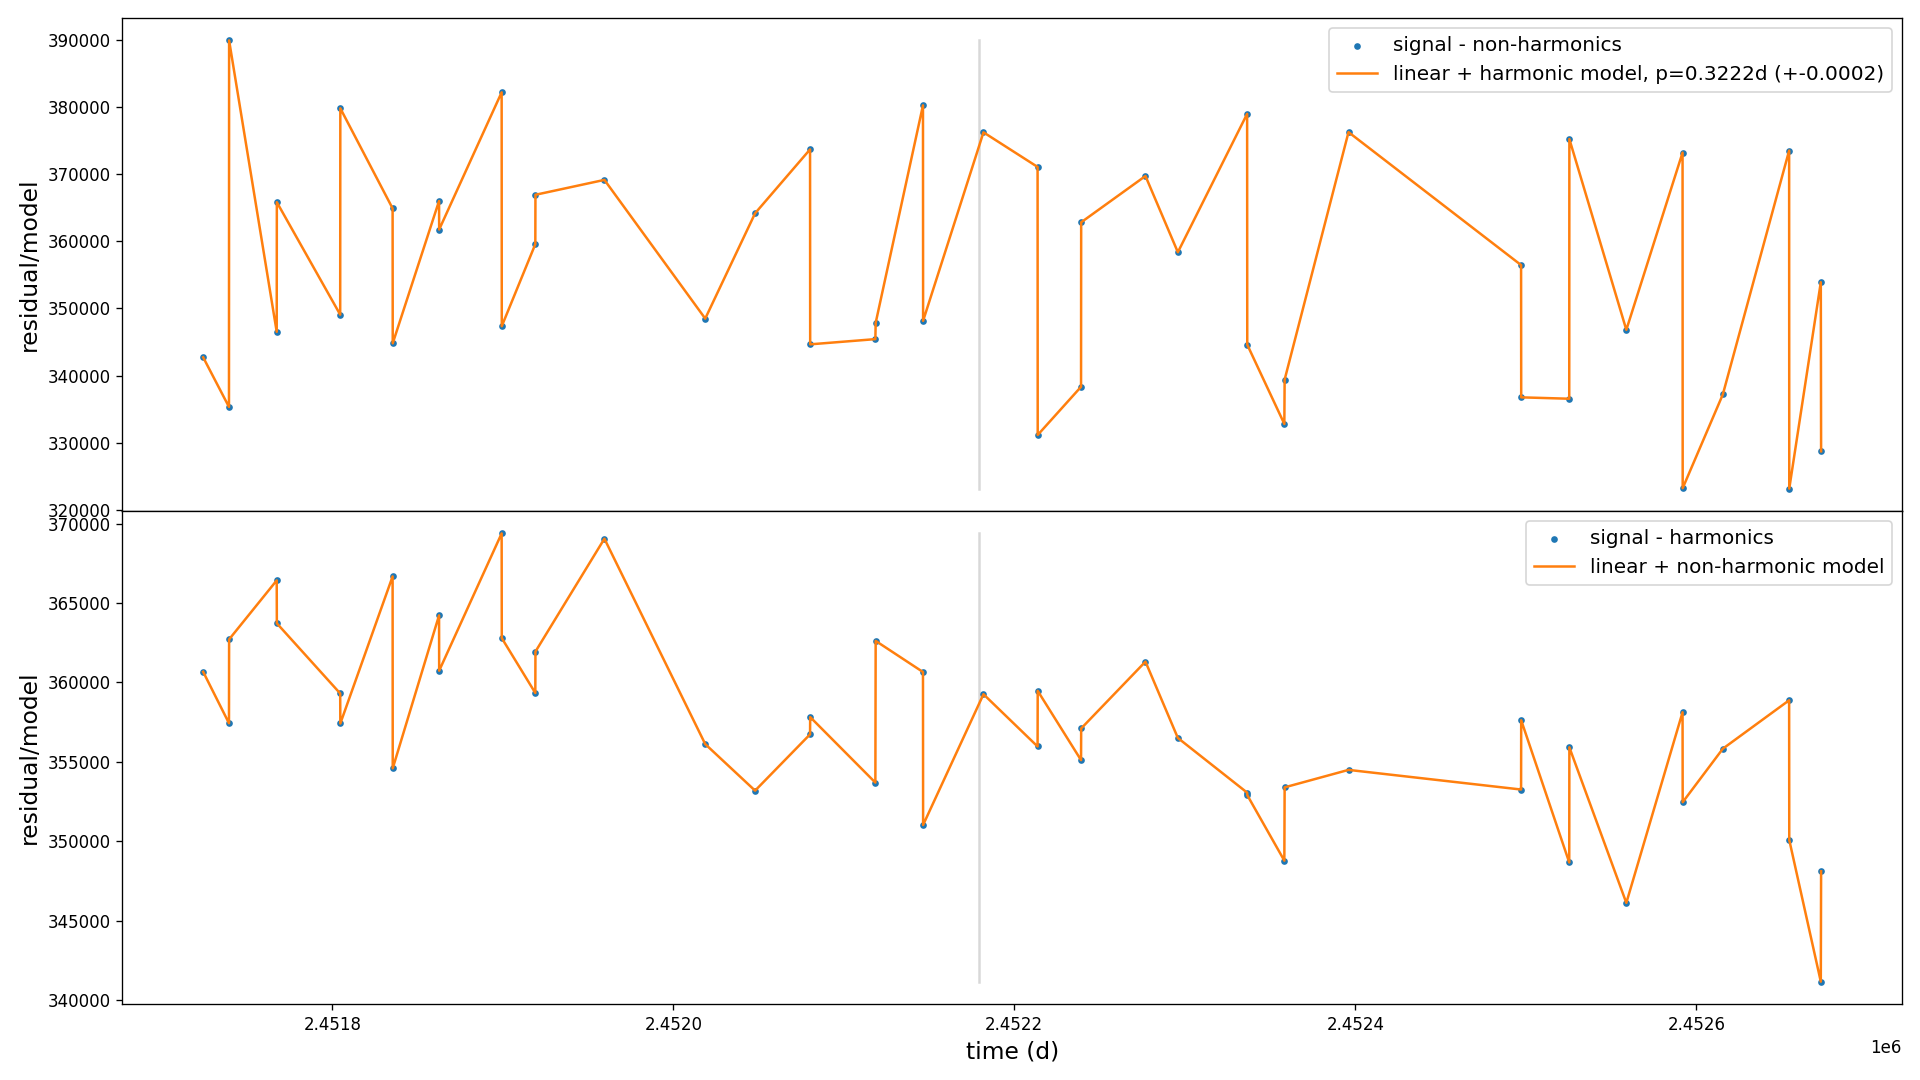 390000
380000
370000
360000
350000
340000
330000
320000
residual/model
signal - non-harmonics
linear + harmonic model, p=0.3222d (+-0.0002)
370000
365000
360000
355000
350000
345000
340000
residual/model
signal - harmonics
linear + non-harmonic model
2.4518 2.4520 2.4522 2.4524 2.4526
1e6
time (d)